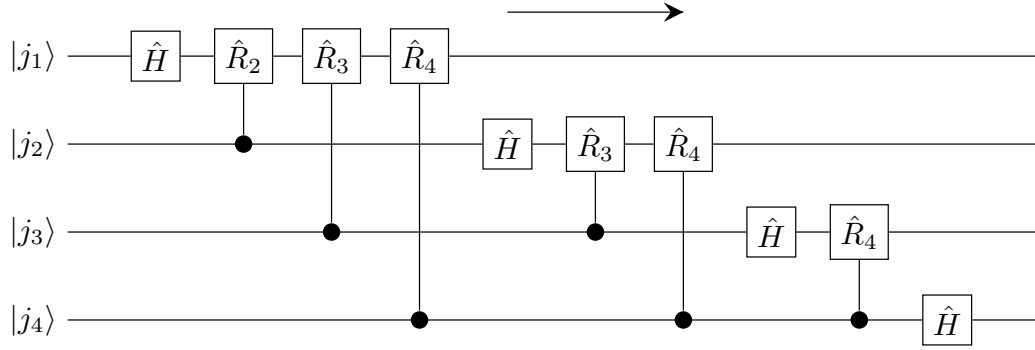 |j₁⟩ Ĥ R̂₂ R̂₃ R̂₄
|j₂⟩ Ĥ R̂₃ R̂₄
|j₃⟩ Ĥ R̂₄
|j₄⟩ Ĥ